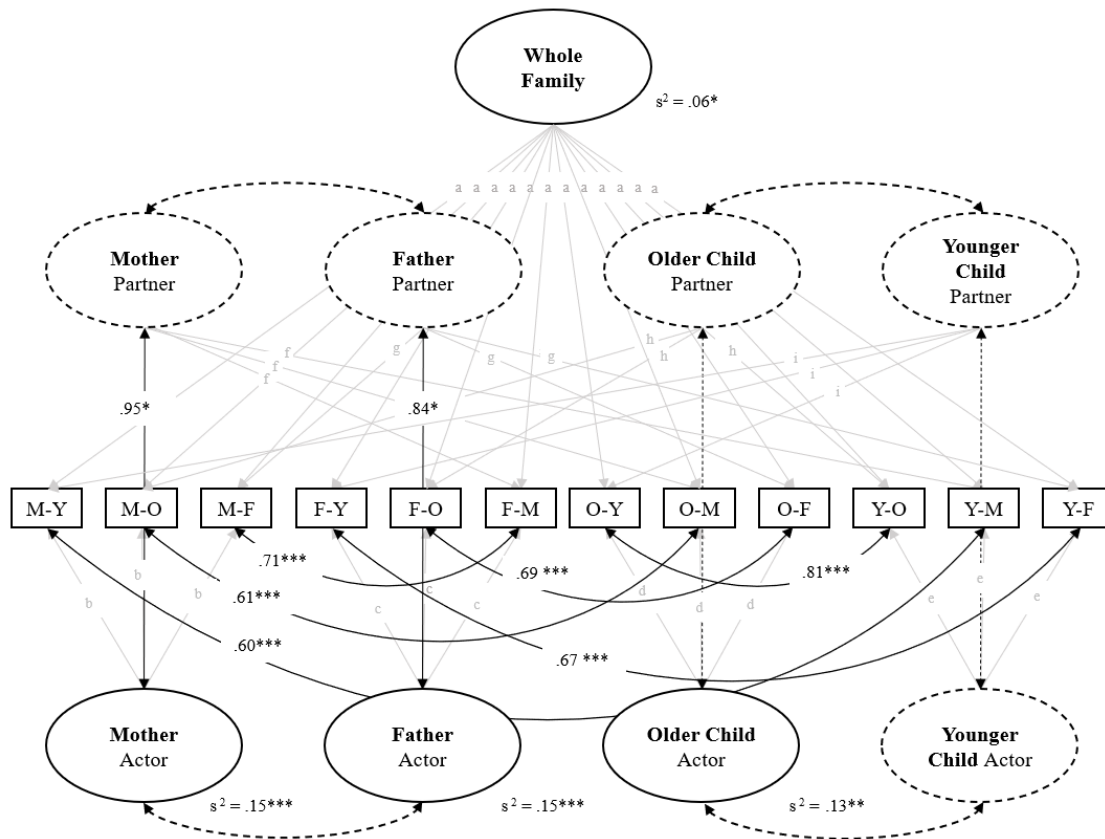 Whole
Family
s² = .06*
a a a a a a a a a a a a
Mother
Partner
Father
Partner
Older Child
Partner
Younger
Child
Partner
f
f
f
g
g
g
h
h
h
i
i
i
.95*
.84*
M-Y
M-O
M-F
F-Y
F-O
F-M
O-Y
O-M
O-F
Y-O
Y-M
Y-F
.71***
.69 ***
.81***
.61***
.60***
.67 ***
b
b
b
c
c
c
d
d
d
e
e
e
Mother
Actor
Father
Actor
Older Child
Actor
Younger
Child Actor
s² = .15***
s² = .15***
s² = .13**